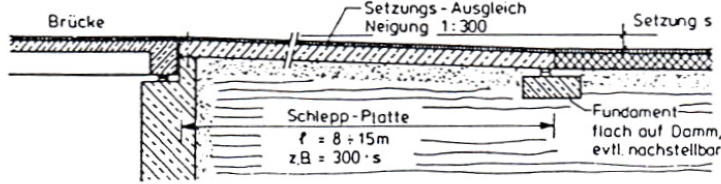 Brücke
Setzungs - Ausgleich
Neigung 1:300
Setzung s
Schlepp - Platte
ℓ = 8 ÷ 15m
z.B. = 300 · s
Fundament
flach auf Damm,
evtl. nachstellbar